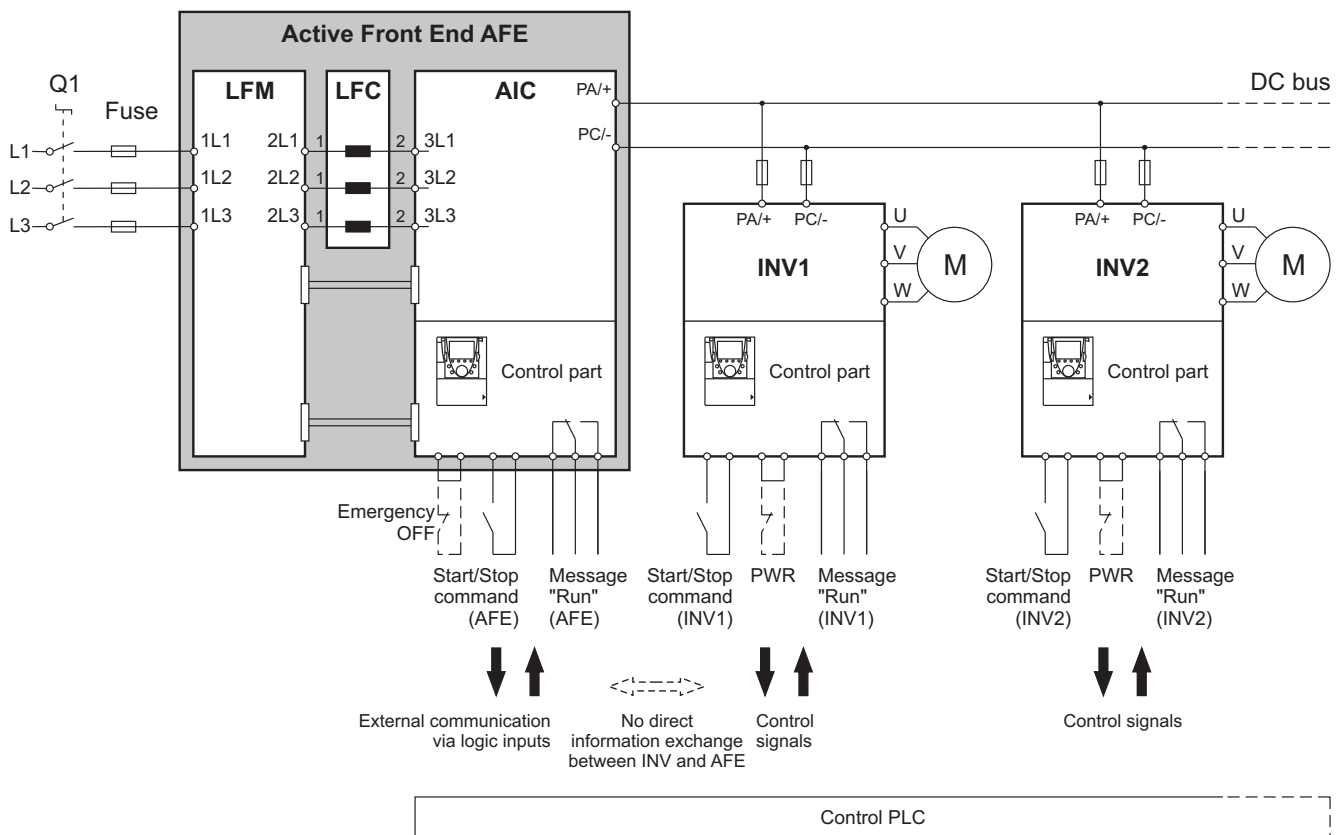 Active Front End AFE
Q1
Fuse
LFM
LFC
AIC
PA/+
DC bus
PC/-
L1
1L1
2L1
1
2
3L1
L2
1L2
2L2
1
2
3L2
L3
1L3
2L3
1
2
3L3
PA/+
PC/-
U
V
W
INV1
M
PA/+
PC/-
U
V
W
INV2
M
Control part
Control part
Control part
Emergency
OFF
Start/Stop
command
(AFE)
Message
"Run"
(AFE)
Start/Stop
command
(INV1)
PWR
Message
"Run"
(INV1)
Start/Stop
command
(INV2)
PWR
Message
"Run"
(INV2)
External communication
via logic inputs
No direct
information exchange
between INV and AFE
Control
signals
Control signals
Control PLC